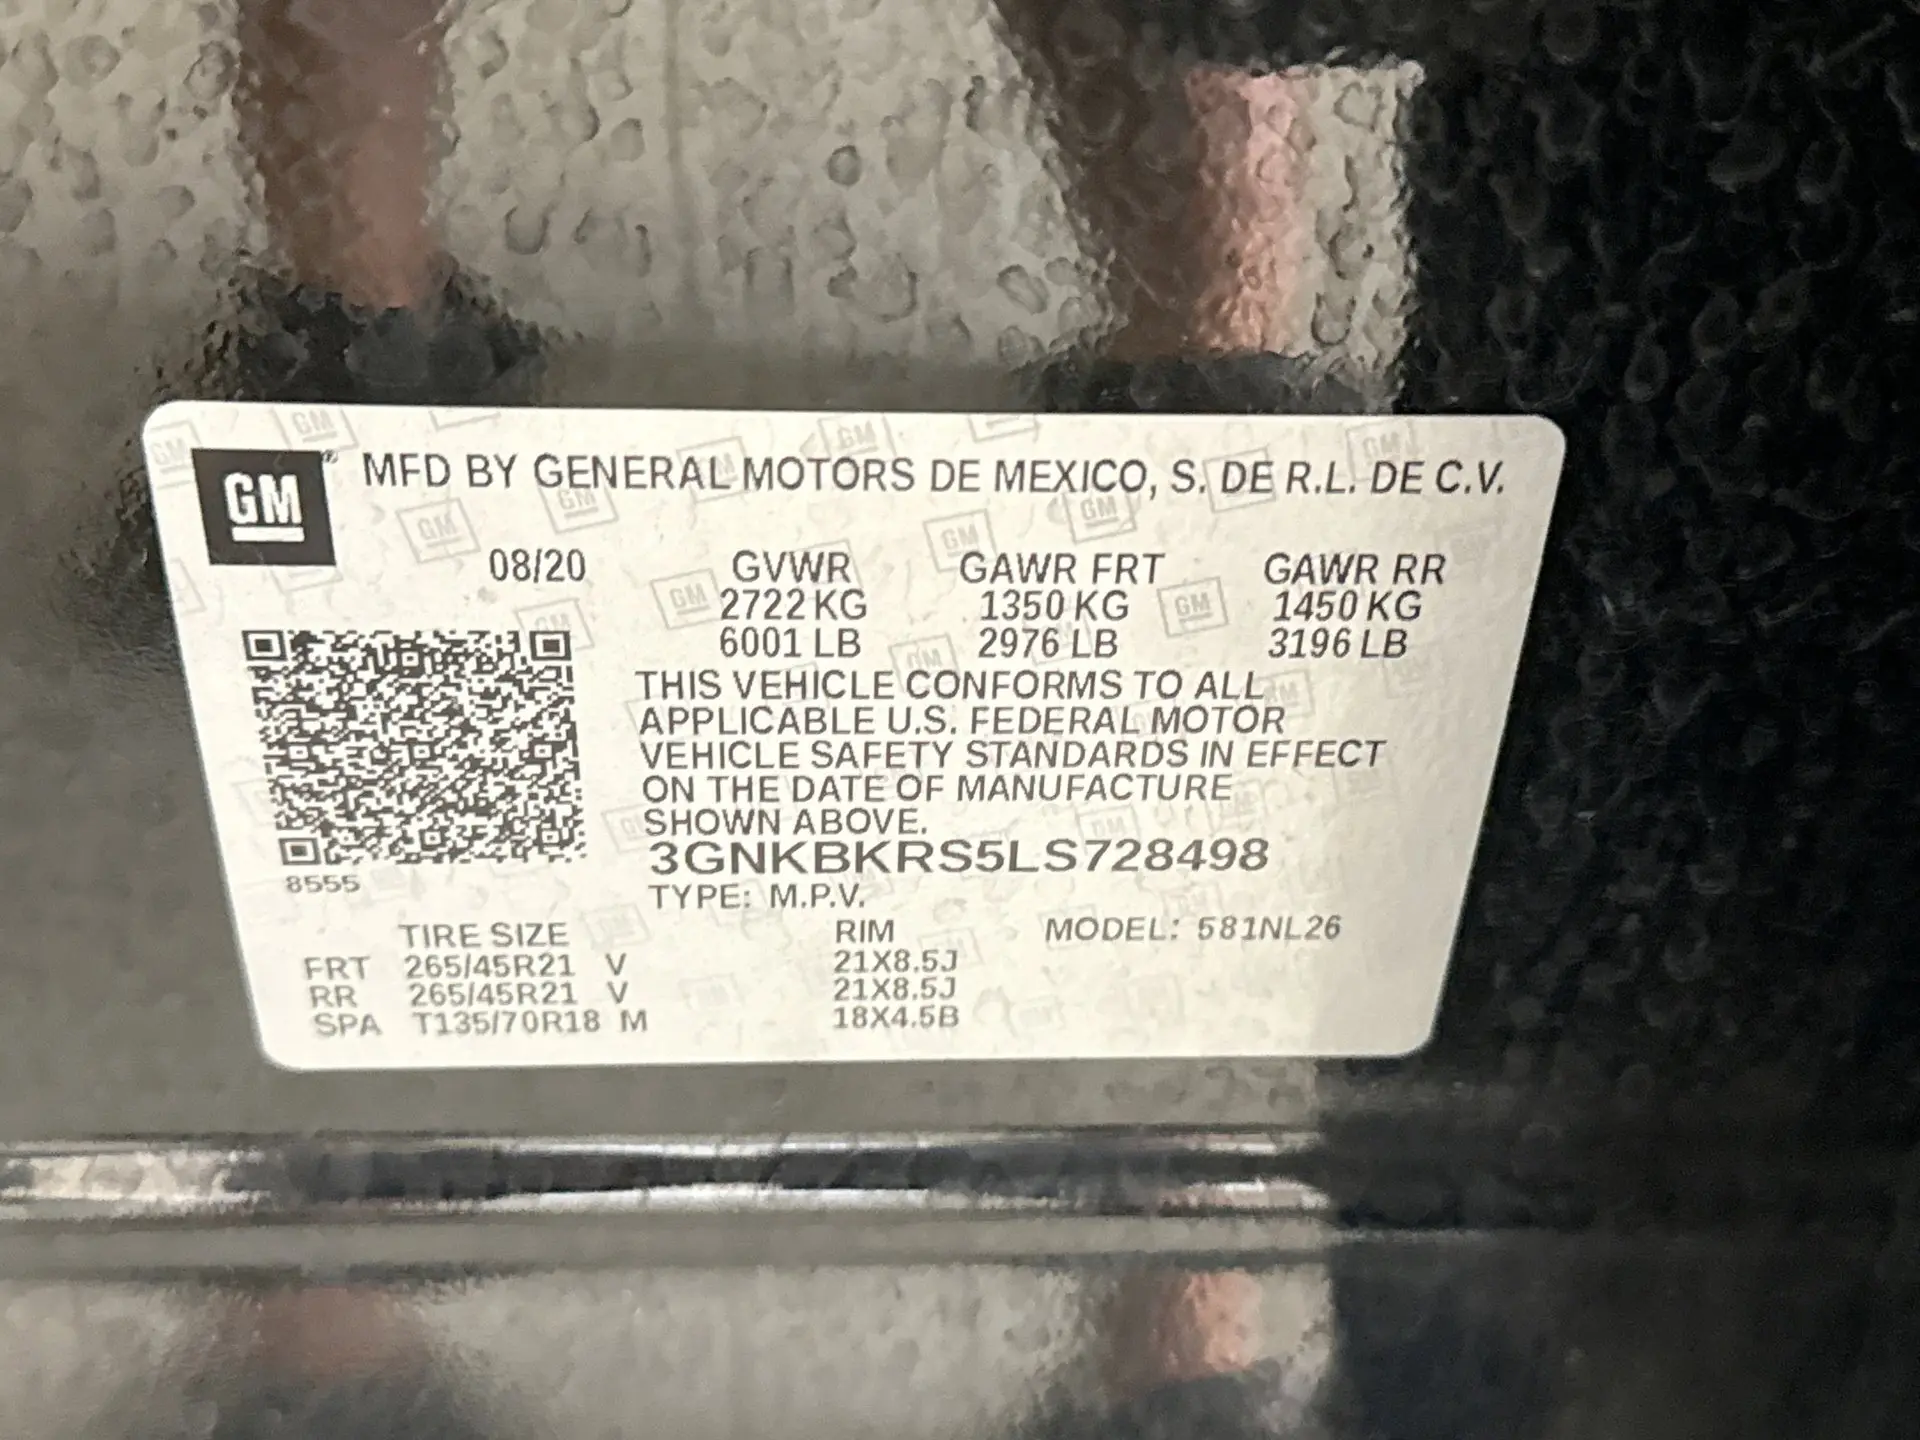 GM® MFD BY GENERAL MOTORS DE MEXICO, S. DE R.L. DE C.V.
08/20 GVWR GAWR FRT GAWR RR
2722 KG 1350 KG 1450 KG
6001 LB 2976 LB 3196 LB
THIS VEHICLE CONFORMS TO ALL
APPLICABLE U.S. FEDERAL MOTOR
VEHICLE SAFETY STANDARDS IN EFFECT
ON THE DATE OF MANUFACTURE
SHOWN ABOVE.
3GNKBKRS5LS728498
8555
TYPE: M.P.V.
TIRE SIZE RIM MODEL: 581NL26
FRT 265/45R21 V 21X8.5J
RR 265/45R21 V 21X8.5J
SPA T135/70R18 M 18X4.5B